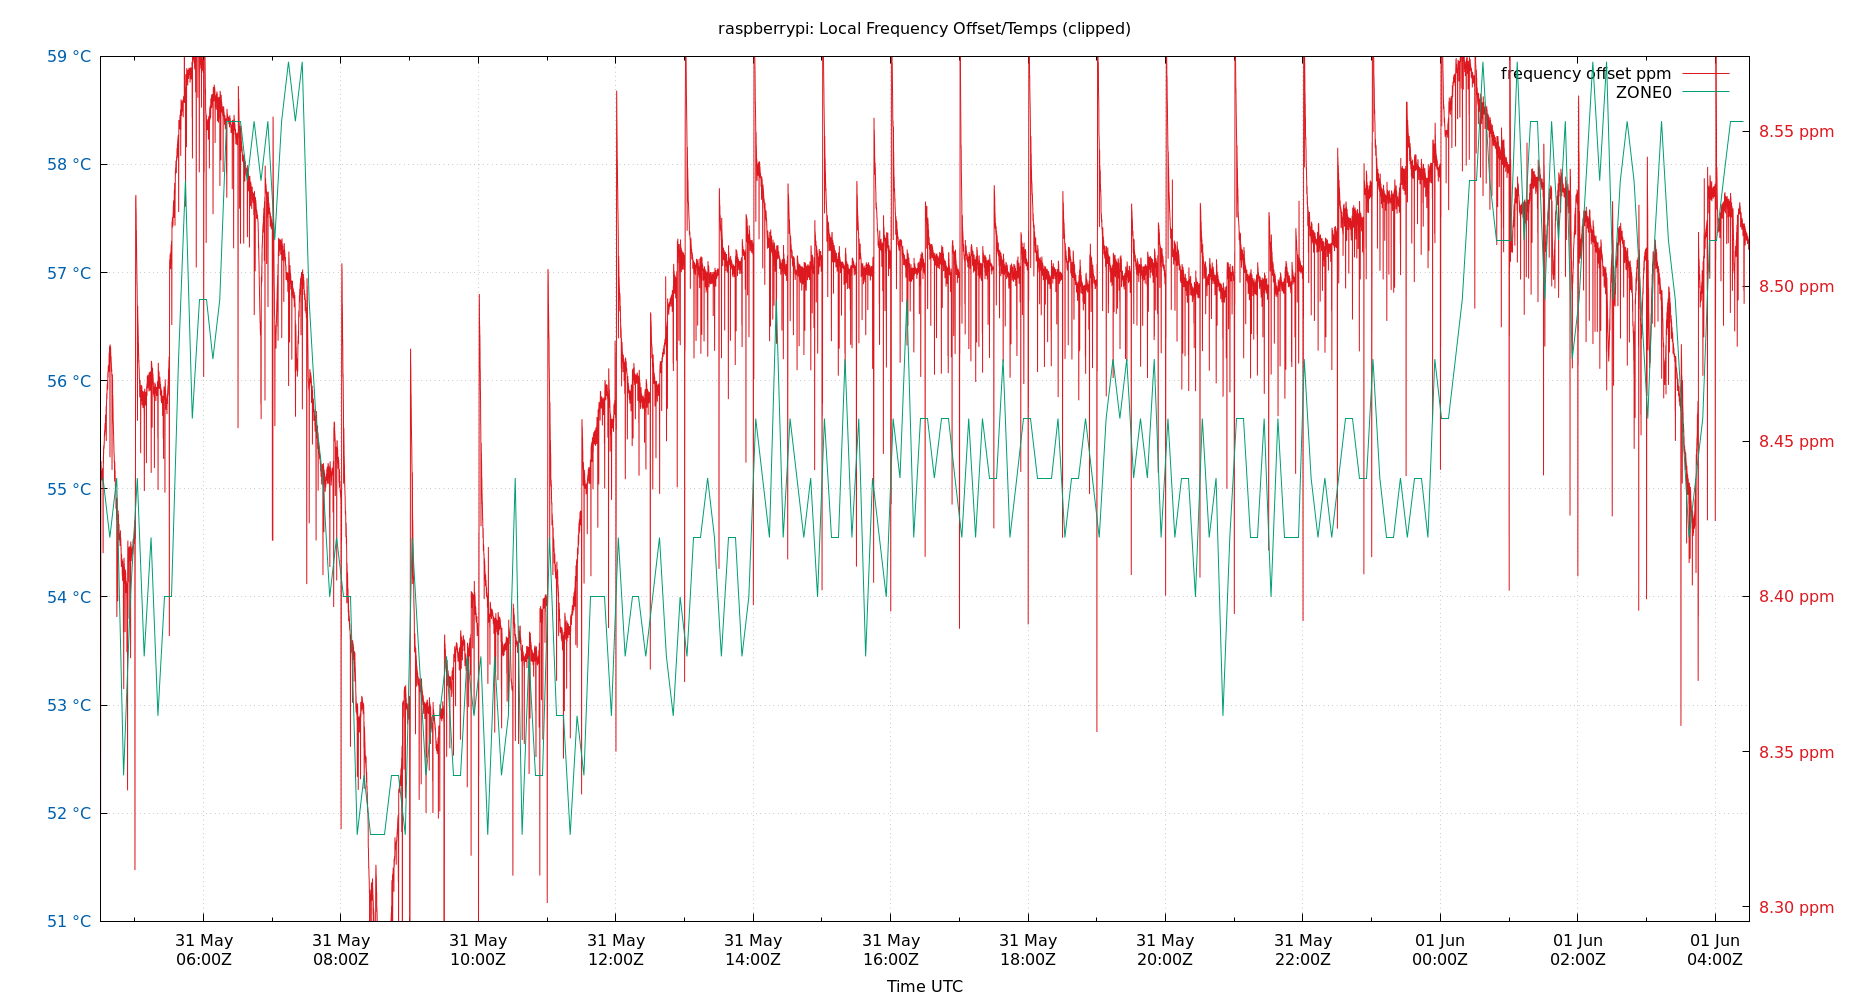 raspberrypi: Local Frequency Offset/Temps (clipped)
59 °C
58 °C
57 °C
56 °C
55 °C
54 °C
53 °C
52 °C
51 °C
frequency offset ppm
ZONE0
8.55 ppm
8.50 ppm
8.45 ppm
8.40 ppm
8.35 ppm
8.30 ppm
31 May
06:00Z
31 May
08:00Z
31 May
10:00Z
31 May
12:00Z
31 May
14:00Z
31 May
16:00Z
31 May
18:00Z
31 May
20:00Z
31 May
22:00Z
01 Jun
00:00Z
01 Jun
02:00Z
01 Jun
04:00Z
Time UTC